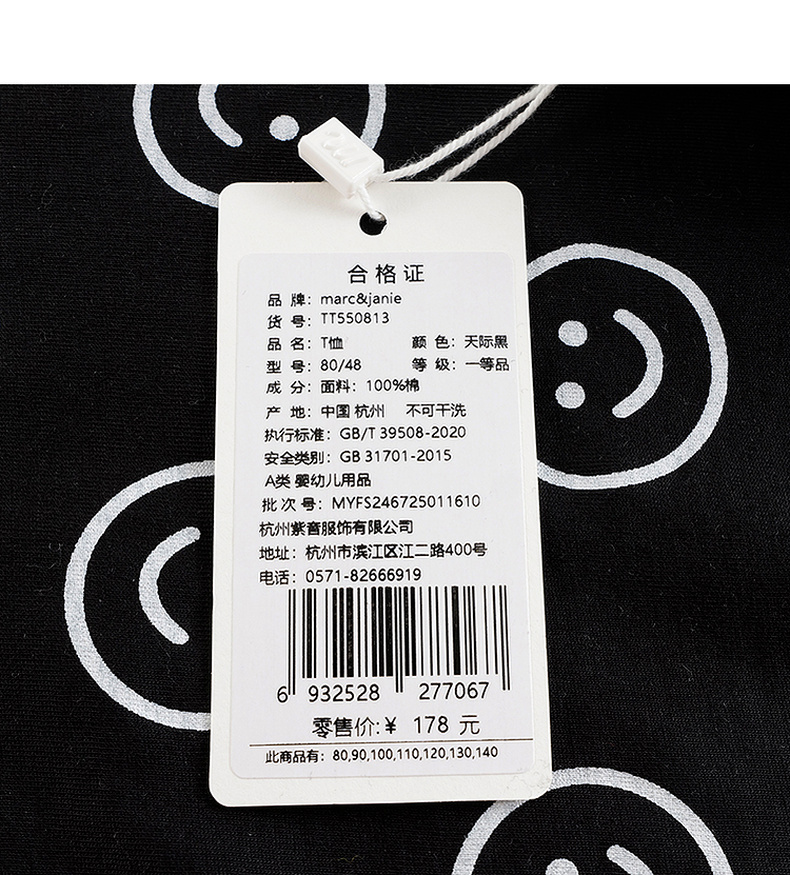 合格证
品 牌: marc&janie
货 号: TT550813
品 名: T恤 颜 色: 天际黑
型 号: 80/48 等 级: 一等品
成 分: 面料: 100%棉
产 地: 中国 杭州 不可干洗
执行标准: GB/T 39508-2020
安全类别: GB 31701-2015
A类 婴幼儿用品
批 次 号: MYFS246725011610
杭州紫音服饰有限公司
地址: 杭州市滨江区江二路400号
电话: 0571-82666919
6 932528 277067
零售价:¥ 178 元
此商品有: 80,90,100,110,120,130,140